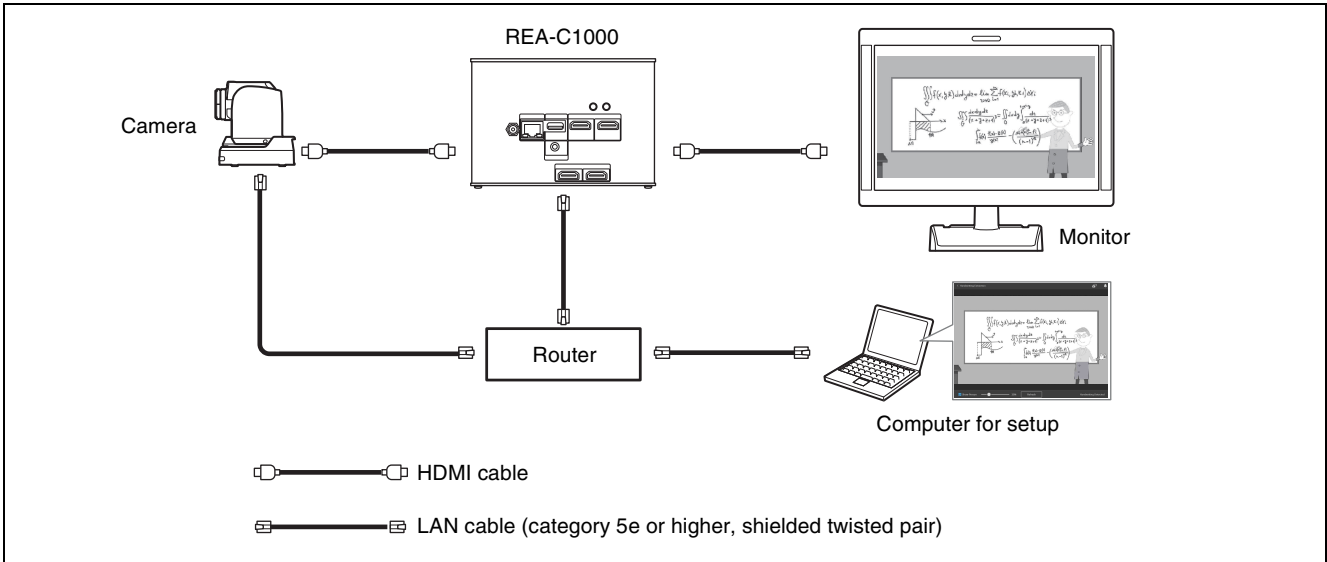 REA-C1000
Camera
Monitor
Router
Computer for setup
HDMI cable
LAN cable (category 5e or higher, shielded twisted pair)